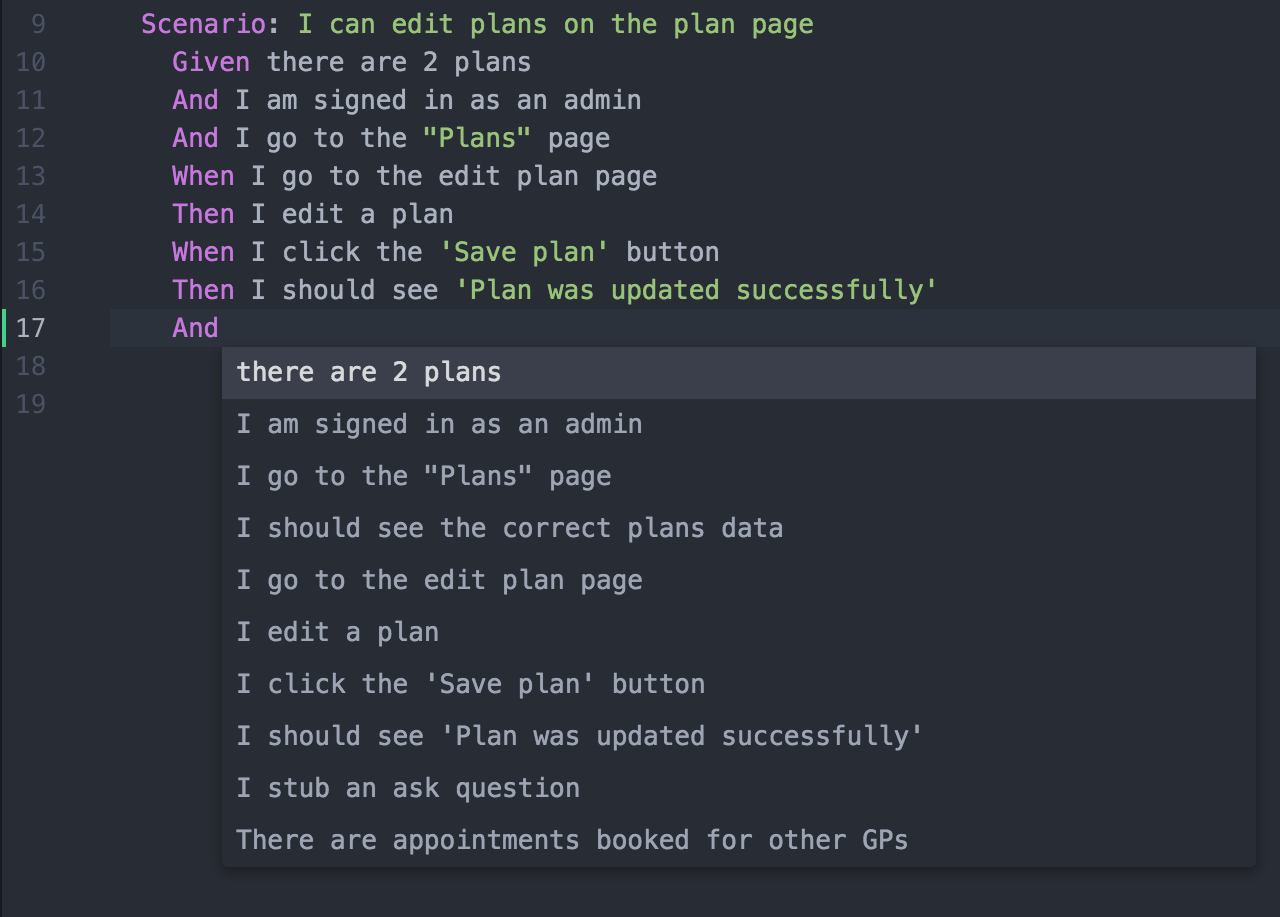 9 Scenario: I can edit plans on the plan page
10 Given there are 2 plans
11 And I am signed in as an admin
12 And I go to the "Plans" page
13 When I go to the edit plan page
14 Then I edit a plan
15 When I click the 'Save plan' button
16 Then I should see 'Plan was updated successfully'
17 And
there are 2 plans
18
I am signed in as an admin
19
I go to the "Plans" page
I should see the correct plans data
I go to the edit plan page
I edit a plan
I click the 'Save plan' button
I should see 'Plan was updated successfully'
I stub an ask question
There are appointments booked for other GPs